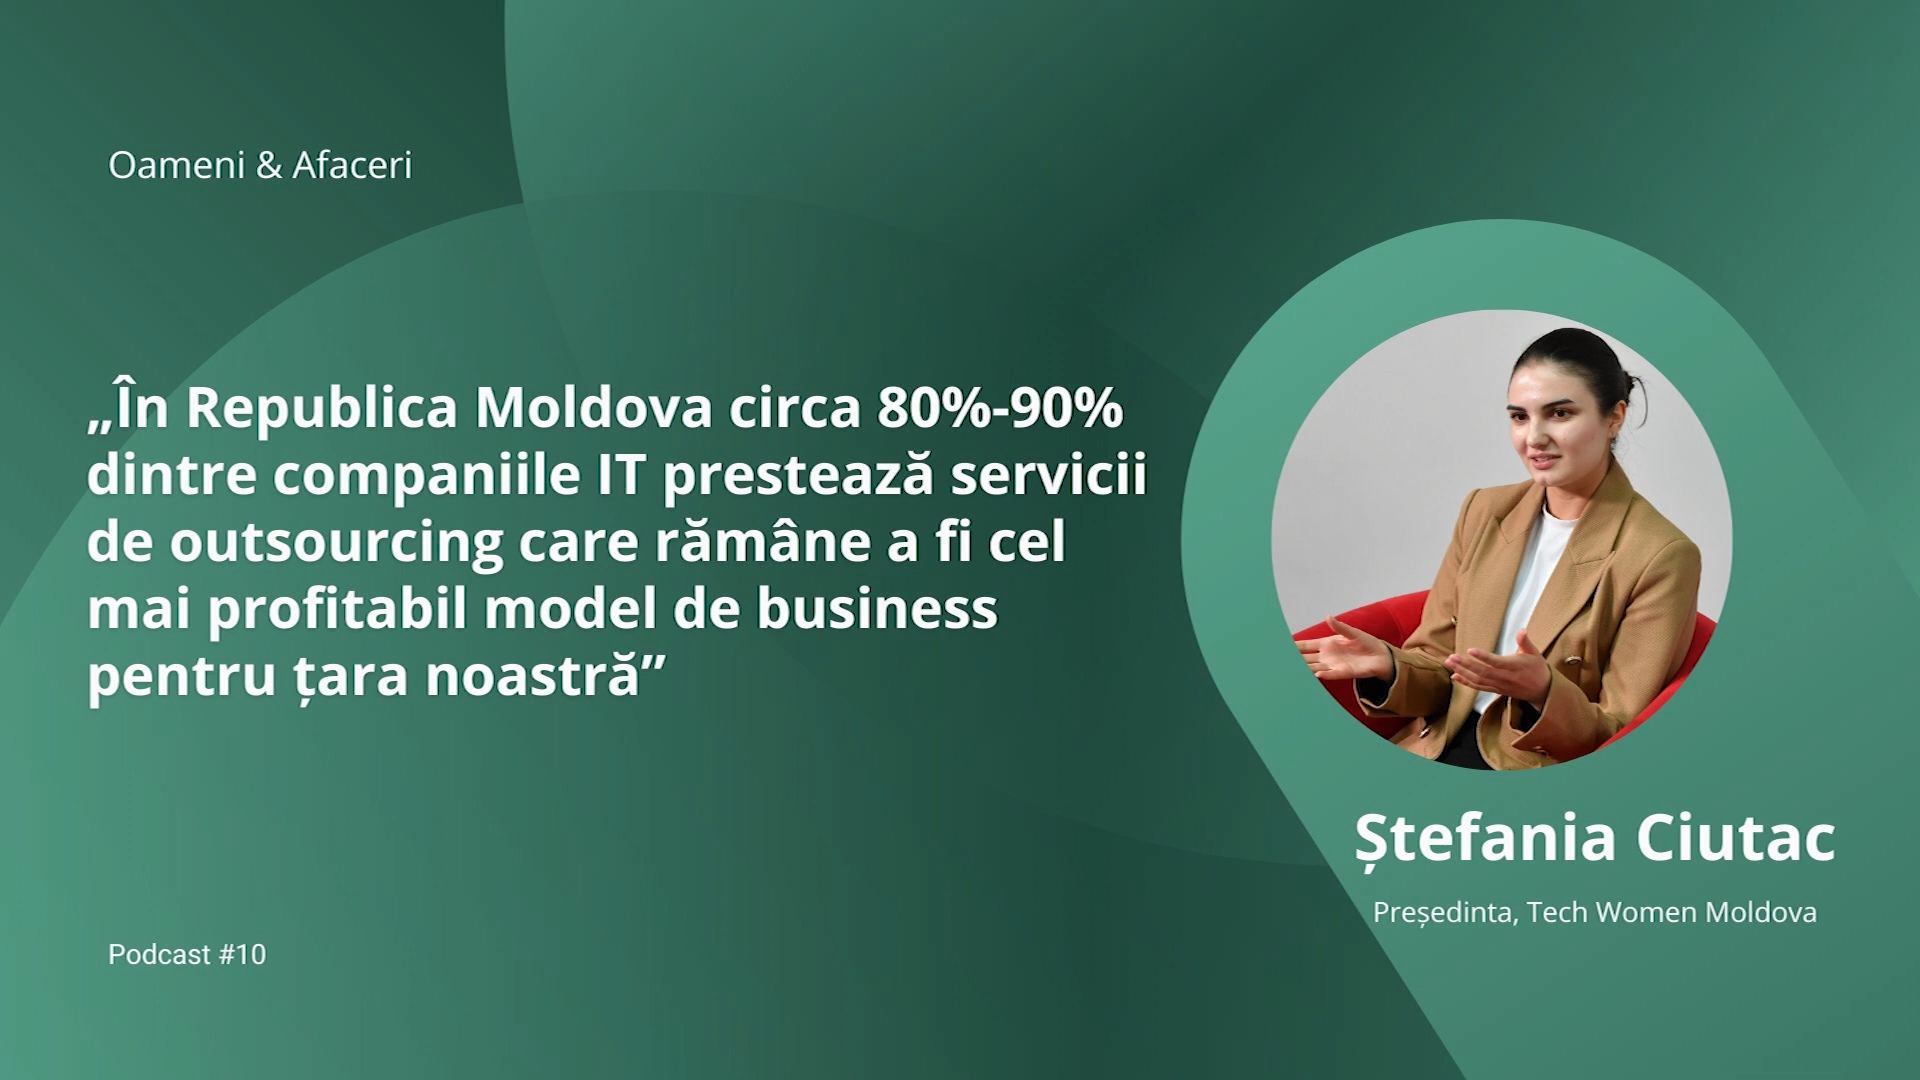 Oameni & Afaceri
„În Republica Moldova circa 80%-90%
dintre companiile IT prestează servicii
de outsourcing care rămâne a fi cel
mai profitabil model de business
pentru țara noastră”
Ștefania Ciutac
Președinta, Tech Women Moldova
Podcast #10